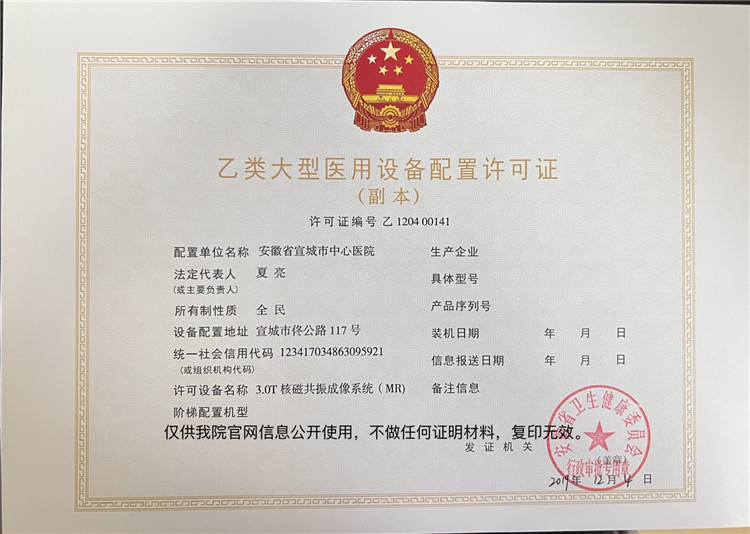 乙类大型医用设备配置许可证
（副本）
许可证编号 乙 1204 00141
配置单位名称 安徽省宣城市中心医院
法定代表人 夏亮
（或主要负责人）
所有制性质 全民
设备配置地址 宣城市佟公路 117 号
统一社会信用代码 123417034863095921
（或组织机构代码）
许可设备名称 3.0T 核磁共振成像系统（MR）
阶梯配置机型
生产企业
具体型号
产品序列号
装机日期 年 月 日
信息报送日期 年 月 日
备注信息
仅供我院官网信息公开使用，不做任何证明材料，复印无效。
发证机关
安徽省卫生健康委员会
（盖章）
行政审批专用章
2019年 12月 4日